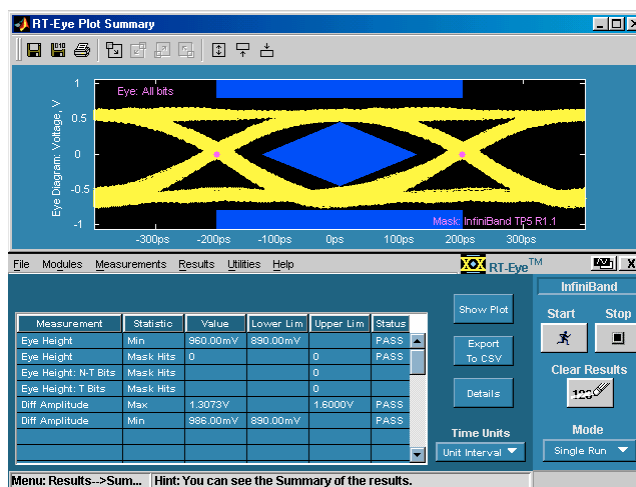 RT-Eye Plot Summary
Eye: All bits
Eye Diagram: Voltage, V
1
0.5
0
-0.5
-1
Mask: InfiniBand TP5 R1.1
-300ps -200ps -100ps 0ps 100ps 200ps 300ps
File Modules Measurements Results Utilities Help
RT-Eye™
InfiniBand
Measurement Statistic Value Lower Lim Upper Lim Status
Eye Height Min 960.00mV 890.00mV PASS
Eye Height Mask Hits 0 0 PASS
Eye Height: N-T Bits Mask Hits 0
Eye Height: T Bits Mask Hits 0
Diff Amplitude Max 1.3073V 1.6000V PASS
Diff Amplitude Min 986.00mV 890.00mV PASS
Show Plot
Export
To CSV
Details
Time Units
Unit Interval
Start Stop
Clear Results
123
Mode
Single Run
Menu: Results-->Sum... Hint: You can see the Summary of the results.